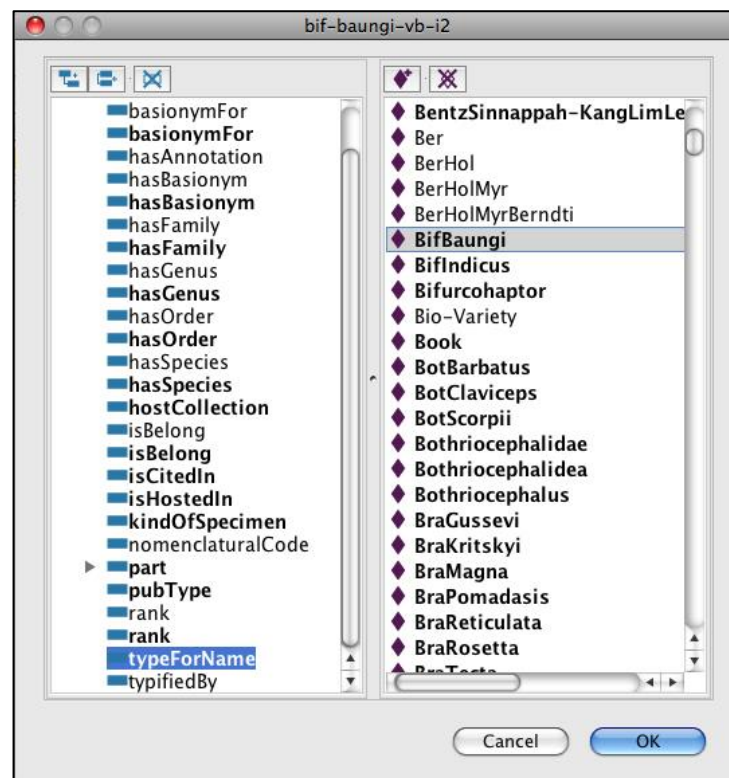 bif-baungi-vb-i2
basionymFor
basionymFor
hasAnnotation
hasBasionym
hasBasionym
hasFamily
hasFamily
hasGenus
hasGenus
hasOrder
hasOrder
hasSpecies
hasSpecies
hostCollection
isBelong
isBelong
isCitedIn
isHostedIn
kindOfSpecimen
nomenclaturalCode
part
pubType
rank
rank
typeForName
typifiedBy
BentzSinnappah-KangLimLe
Ber
BerHol
BerHolMyr
BerHolMyrBerndti
BifBaungi
BifIndicus
Bifurcohaptor
Bio-Variety
Book
BotBarbatus
BotClaviceps
BotScorpii
Bothriocephalidae
Bothriocephalidea
Bothriocephalus
BraGussevi
BraKritskyi
BraMagna
BraPomadasis
BraReticulata
BraRosetta
Cancel
OK